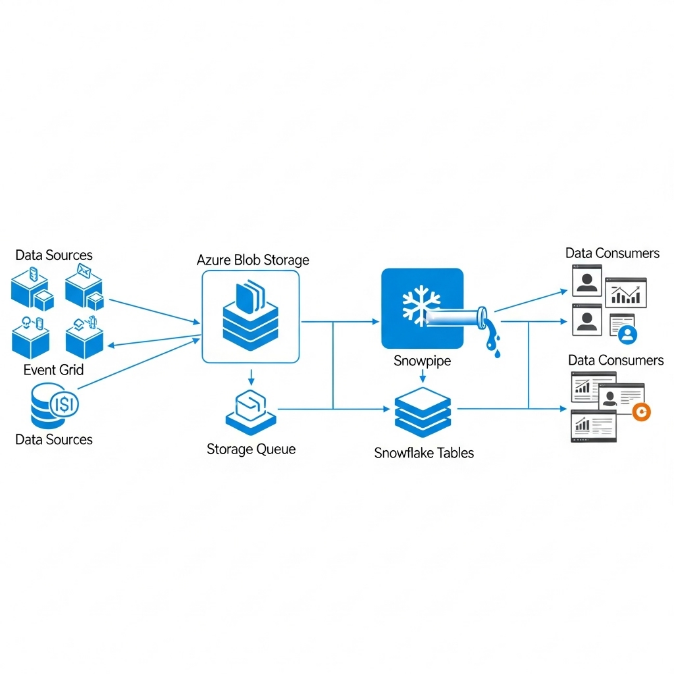 Data Sources
Event Grid
Data Sources
Azure Blob Storage
Storage Queue
Snowpipe
Snowflake Tables
Data Consumers
Data Consumers